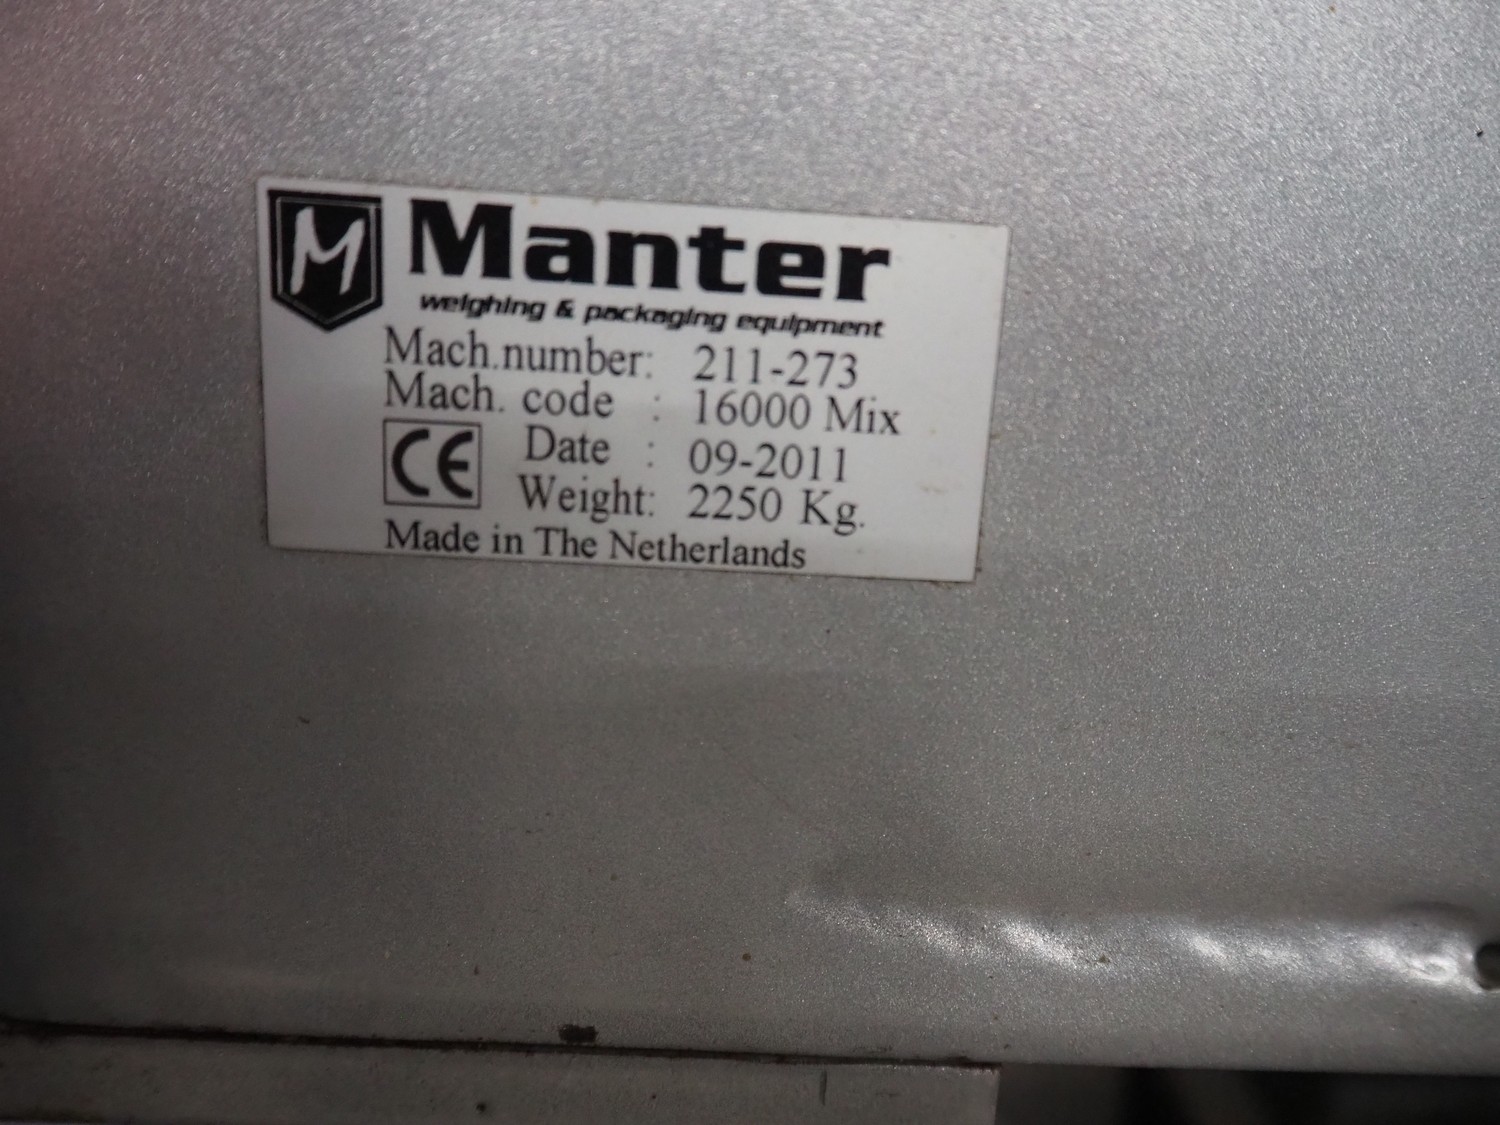 M Manter
weighing & packaging equipment
Mach.number: 211-273
Mach. code : 16000 Mix
CE Date : 09-2011
Weight: 2250 Kg.
Made in The Netherlands